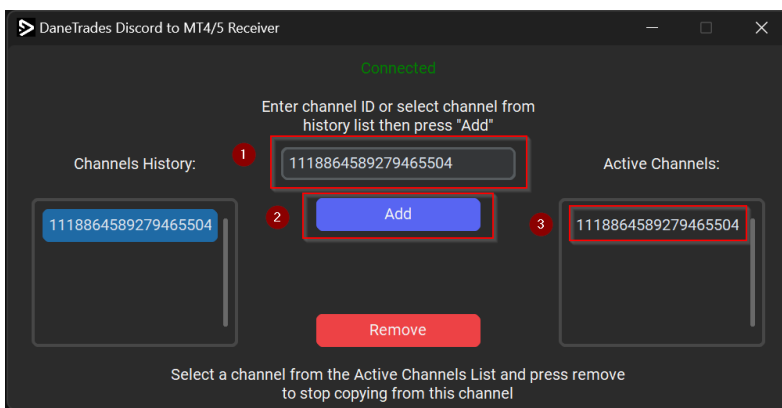 DaneTrades Discord to MT4/5 Receiver
Connected
Enter channel ID or select channel from
history list then press "Add"
Channels History:
1
1118864589279465504
Active Channels:
1118864589279465504
2
Add
3
1118864589279465504
Remove
Select a channel from the Active Channels List and press remove
to stop copying from this channel